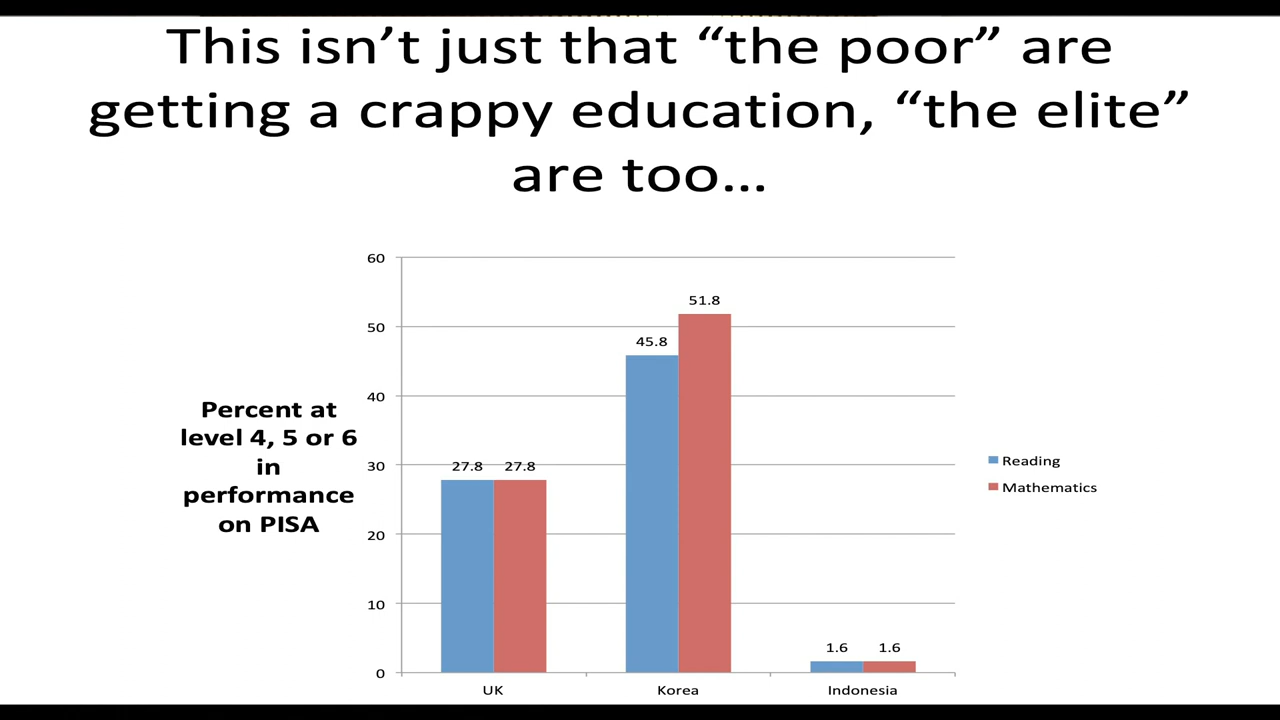 This isn’t just that “the poor” are
getting a crappy education, “the elite”
are too…
60
50
40
30
20
10
0
Percent at
level 4, 5 or 6
in
performance
on PISA
27.8 27.8
45.8
51.8
1.6 1.6
UK Korea Indonesia
Reading
Mathematics